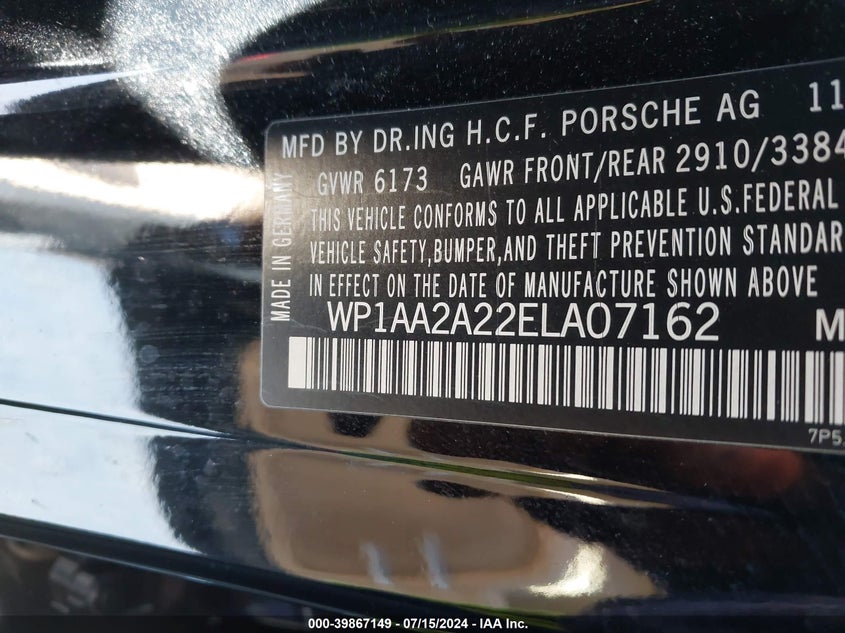 MFD BY DR.ING H.C.F. PORSCHE AG 11
GVWR 6173 GAWR FRONT/REAR 2910/3384
THIS VEHICLE CONFORMS TO ALL APPLICABLE U.S.FEDERAL
VEHICLE SAFETY,BUMPER,AND THEFT PREVENTION STANDAR
IN EFFECT ON THE DATE OF MANUFACTURE SHOWN ABOVE
MADE IN GERMANY
WP1AA2A22ELA07162 M
7P5.
000-39867149 - 07/15/2024 - IAA Inc.